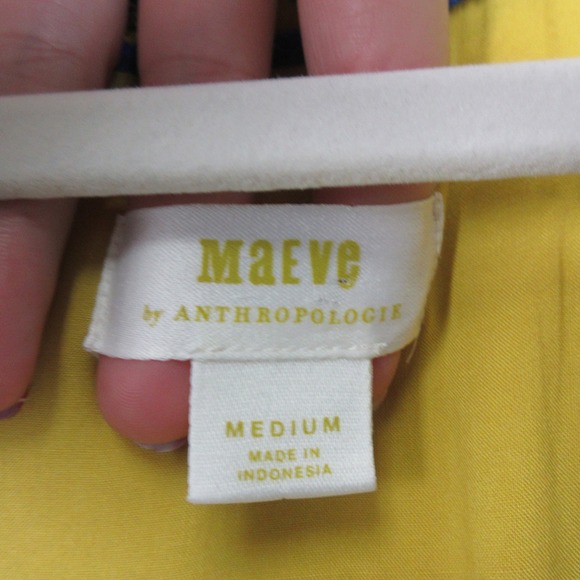 MaEve
by ANTHROPOLOGIE
MEDIUM
MADE IN
INDONESIA